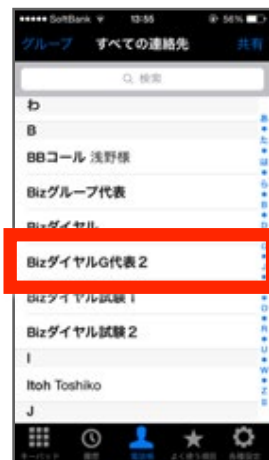 SoftBank 13:55 56%
グループ すべての連絡先 共有
検索
わ
B
BBコール 浅野様
Bizグループ代表
Bizダイヤル
BizダイヤルG代表2
Bizダイヤル試験1
Bizダイヤル試験2
I
Itoh Toshiko
J
キーパッド 履歴 電話帳 よく使う項目 各種設定